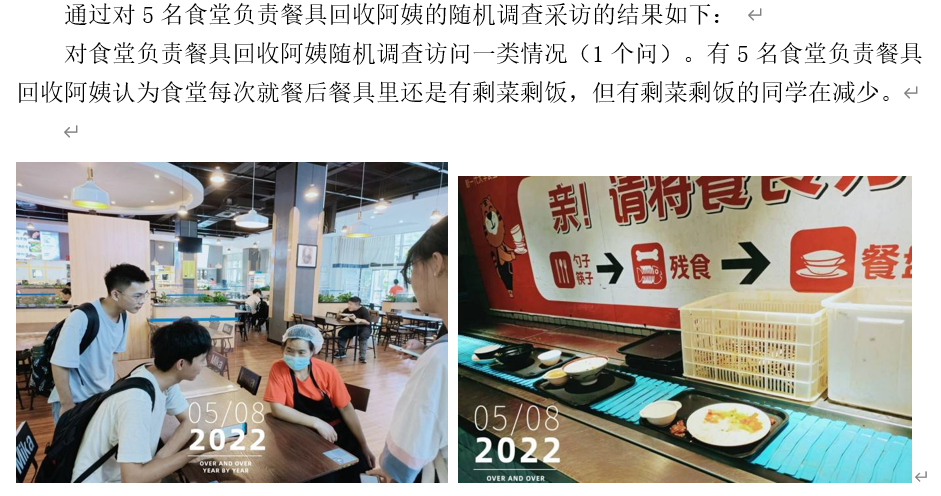 通过对 5 名食堂负责餐具回收阿姨的随机调查采访的结果如下：
对食堂负责餐具回收阿姨随机调查访问一类情况（1 个问）。有 5 名食堂负责餐具
回收阿姨认为食堂每次就餐后餐具里还是有剩菜剩饭，但有剩菜剩饭的同学在减少。
05/08
2022
OVER AND OVER
YEAR BY YEAR
亲! 请将餐
勺子
筷子
残食
餐盘
05/08
2022
OVER AND OVER